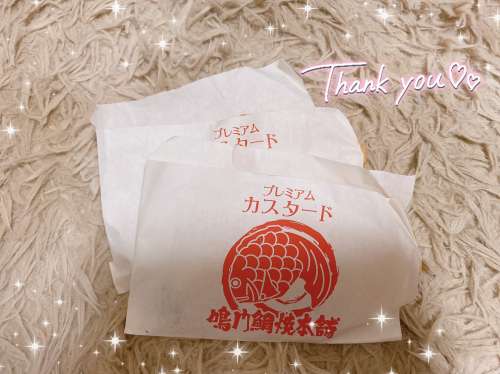 Thank you
プレミアム
カスタード
プレミアム
カスタード
鳴門鯛焼本舗